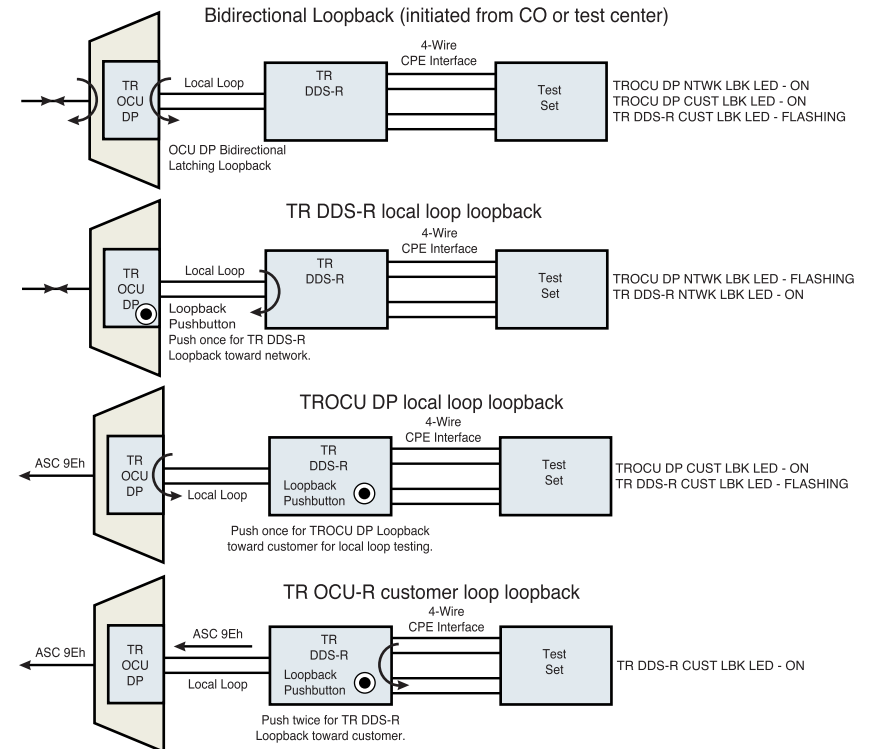 Bidirectional Loopback (initiated from CO or test center)
4-Wire
CPE Interface
TR
OCU
DP
Local Loop
TR
DDS-R
Test
Set
TROCU DP NTWK LBK LED - ON
TROCU DP CUST LBK LED - ON
TR DDS-R CUST LBK LED - FLASHING
OCU DP Bidirectional
Latching Loopback
TR DDS-R local loop loopback
4-Wire
CPE Interface
TR
OCU
DP
Local Loop
TR
DDS-R
Test
Set
TROCU DP NTWK LBK LED - FLASHING
TR DDS-R NTWK LBK LED - ON
Loopback
Pushbutton
Push once for TR DDS-R
Loopback toward network.
TROCU DP local loop loopback
4-Wire
CPE Interface
ASC 9Eh
TR
OCU
DP
Local Loop
TR
DDS-R
Loopback
Pushbutton
Test
Set
TROCU DP CUST LBK LED - ON
TR DDS-R CUST LBK LED - FLASHING
Push once for TROCU DP Loopback
toward customer for local loop testing.
TR OCU-R customer loop loopback
4-Wire
CPE Interface
ASC 9Eh
TR
OCU
DP
ASC 9Eh
Local Loop
TR
DDS-R
Loopback
Pushbutton
Test
Set
TR DDS-R CUST LBK LED - ON
Push twice for TR DDS-R
Loopback toward customer.